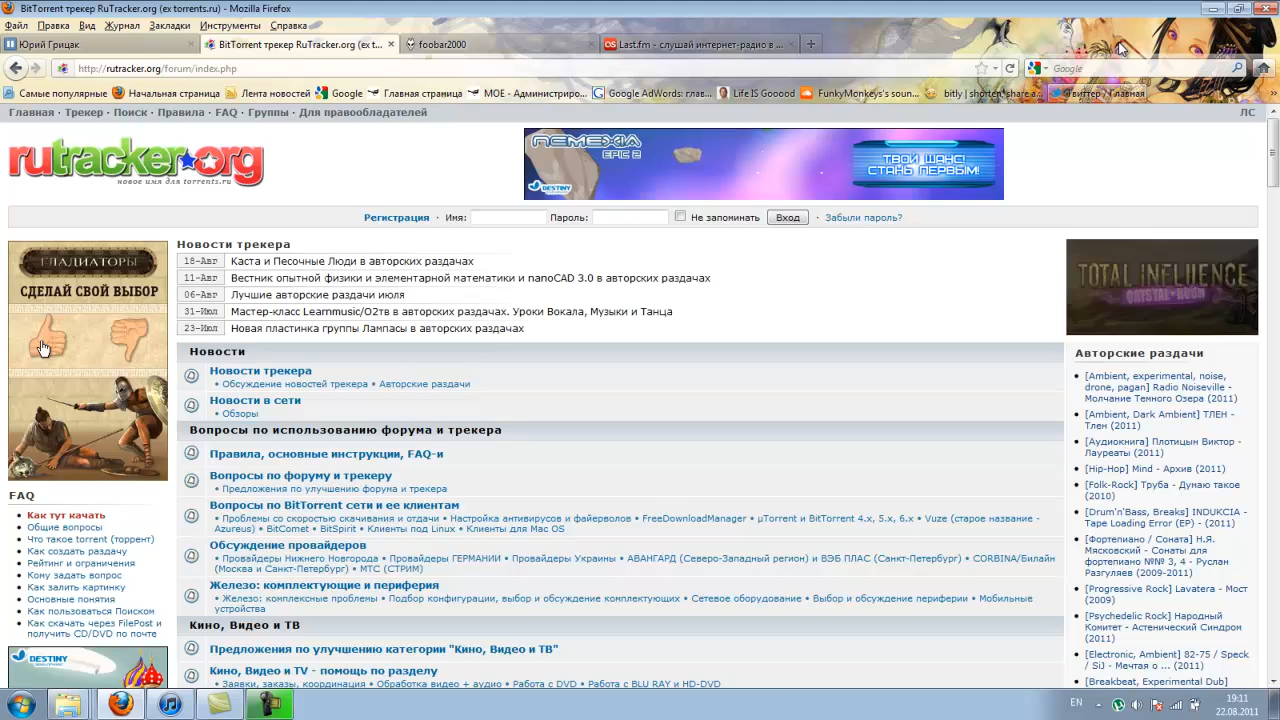 BitTorrent трекер RuTracker.org (ex torrents.ru) - Mozilla Firefox
Файл Правка Вид Журнал Закладки Инструменты Справка
Юрий Грицак
BitTorrent трекер RuTracker.org (ex t...
foobar2000
Last.fm - слушай интернет-радио в ...
http://rutracker.org/forum/index.php
Google
Самые популярные Начальная страница Лента новостей Google Главная страница МОЕ - Администриро... Google AdWords: глав... Life IS Gooood FunkyMonkey's soun... bitly | shorten, share a... Твиттер / Главная
Главная · Трекер · Поиск · Правила · FAQ · Группы · Для правообладателей
ЛС
rutracker.org
новое имя для torrents.ru
NEMEXIA
EPIC 2
DESTINY
ТВОЙ ШАНС!
СТАНЬ ПЕРВЫМ!
Регистрация · Имя: Пароль: Не запоминать Вход · Забыли пароль?
ГЛАДИАТОРЫ
СДЕЛАЙ СВОЙ ВЫБОР
FAQ
Как тут качать
Общие вопросы
Что такое torrent (торрент)
Как создать раздачу
Рейтинг и ограничения
Кому задать вопрос
Как залить картинку
Основные понятия
Как пользоваться Поиском
Как скачать через FilePost и
получить CD/DVD по почте
DESTINY
Новости трекера
18-Авг Каста и Песочные Люди в авторских раздачах
11-Авг Вестник опытной физики и элементарной математики и nanoCAD 3.0 в авторских раздачах
06-Авг Лучшие авторские раздачи июля
31-Июл Мастер-класс Learnmusic/О2тв в авторских раздачах. Уроки Вокала, Музыки и Танца
23-Июл Новая пластинка группы Лампасы в авторских раздачах
Новости
Новости трекера
• Обсуждение новостей трекера • Авторские раздачи
Новости в сети
• Обзоры
Вопросы по использованию форума и трекера
Правила, основные инструкции, FAQ-и
Вопросы по форуму и трекеру
• Предложения по улучшению форума и трекера
Вопросы по BitTorrent сети и ее клиентам
• Проблемы со скоростью скачивания и отдачи • Настройка антивирусов и файерволов • FreeDownloadManager • µTorrent и BitTorrent 4.x, 5.x, 6.x • Vuze (старое название -
Azureus) • BitComet • BitSpirit • Клиенты под Linux • Клиенты для Mac OS
Обсуждение провайдеров
• Провайдеры Нижнего Новгорода • Провайдеры ГЕРМАНИИ • Провайдеры Украины • АВАНГАРД (Северо-Западный регион) и ВЭБ ПЛАС (Санкт-Петербург) • CORBINA/Билайн
(Москва и Санкт-Петербург) • МТС (СТРИМ)
Железо: комплектующие и периферия
• Железо: комплексные проблемы • Подбор конфигурации, выбор и обсуждение комплектующих • Сетевое оборудование • Выбор и обсуждение периферии • Мобильные
устройства
Кино, Видео и ТВ
Предложения по улучшению категории "Кино, Видео и ТВ"
Кино, Видео и TV - помощь по разделу
• Заявки, заказы, координация • Обработка видео + аудио • Работа с DVD • Работа с BLU RAY и HD-DVD
TOTAL INFLUENCE
CRYSTAL-ROOM
Авторские раздачи
[Ambient, experimental, noise,
drone, pagan] Radio Noiseville -
Молчание Темного Озера (2011)
[Ambient, Dark Ambient] ТЛЕН -
Тлен (2011)
[Аудиокнига] Плотицын Виктор -
Лауреаты (2011)
[Hip-Hop] Mind - Архив (2011)
[Folk-Rock] Труба - Думаю такое
(2010)
[Drum'n'Bass, Breaks] INDUKCIA -
Tape Loading Error (EP) - (2011)
[Фортепиано / Соната] Н.Я.
Мясковский - Сонаты для
фортепиано №№ 3, 4 - Руслан
Разгуляев (2009-2011)
[Progressive Rock] Lavatera - Мост
(2009)
[Psychedelic Rock] Народный
Комитет - Астенический Синдром
(2011)
[Electronic, Ambient] 82-75 / Speck
/ SiJ - Мечтая о ... (2011)
[Breakbeat, Experimental Dub]
EN
19:11
22.08.2011